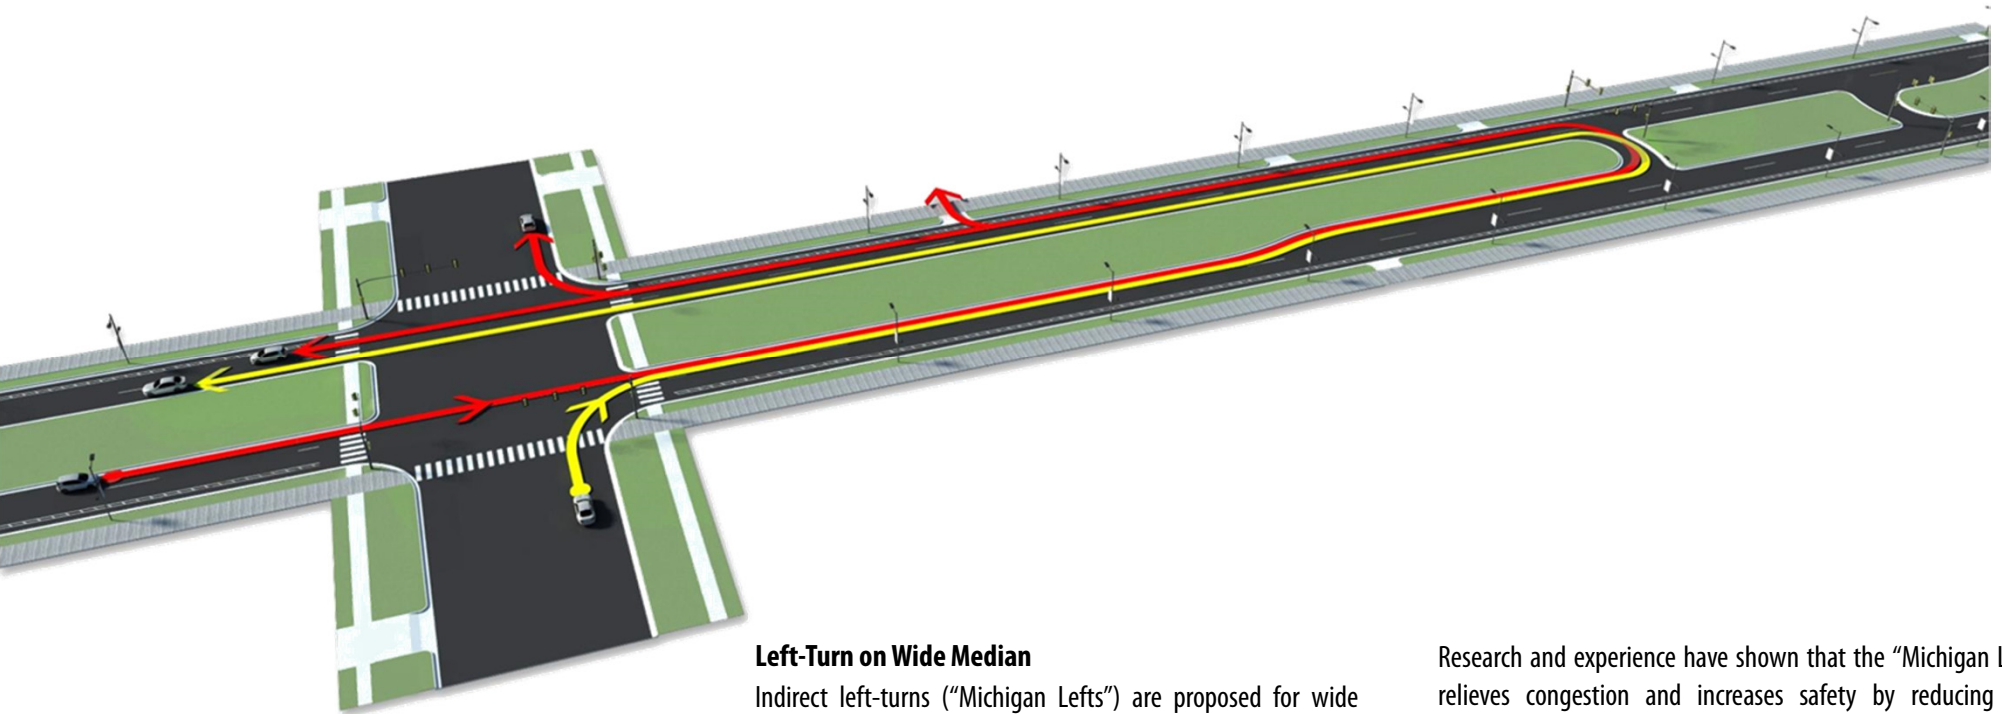 Left-Turn on Wide Median
Indirect left-turns (“Michigan Lefts”) are proposed for wide
Research and experience have shown that the “Michigan
relieves congestion and increases safety by reducing